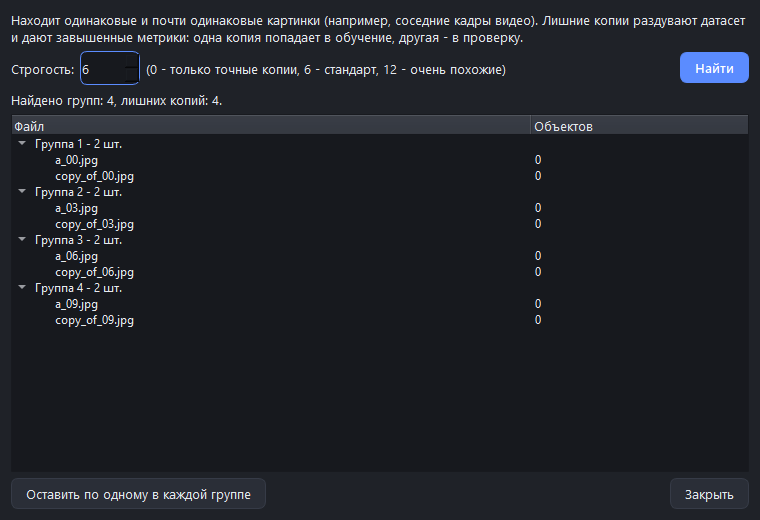 Находит одинаковые и почти одинаковые картинки (например, соседние кадры видео). Лишние копии раздувают датасет
и дают завышенные метрики: одна копия попадает в обучение, другая - в проверку.
Строгость: 6 (0 - только точные копии, 6 - стандарт, 12 - очень похожие) Найти
Найдено групп: 4, лишних копий: 4.
Файл Объектов
Группа 1 - 2 шт.
a_00.jpg 0
copy_of_00.jpg 0
Группа 2 - 2 шт.
a_03.jpg 0
copy_of_03.jpg 0
Группа 3 - 2 шт.
a_06.jpg 0
copy_of_06.jpg 0
Группа 4 - 2 шт.
a_09.jpg 0
copy_of_09.jpg 0
Оставить по одному в каждой группе Закрыть